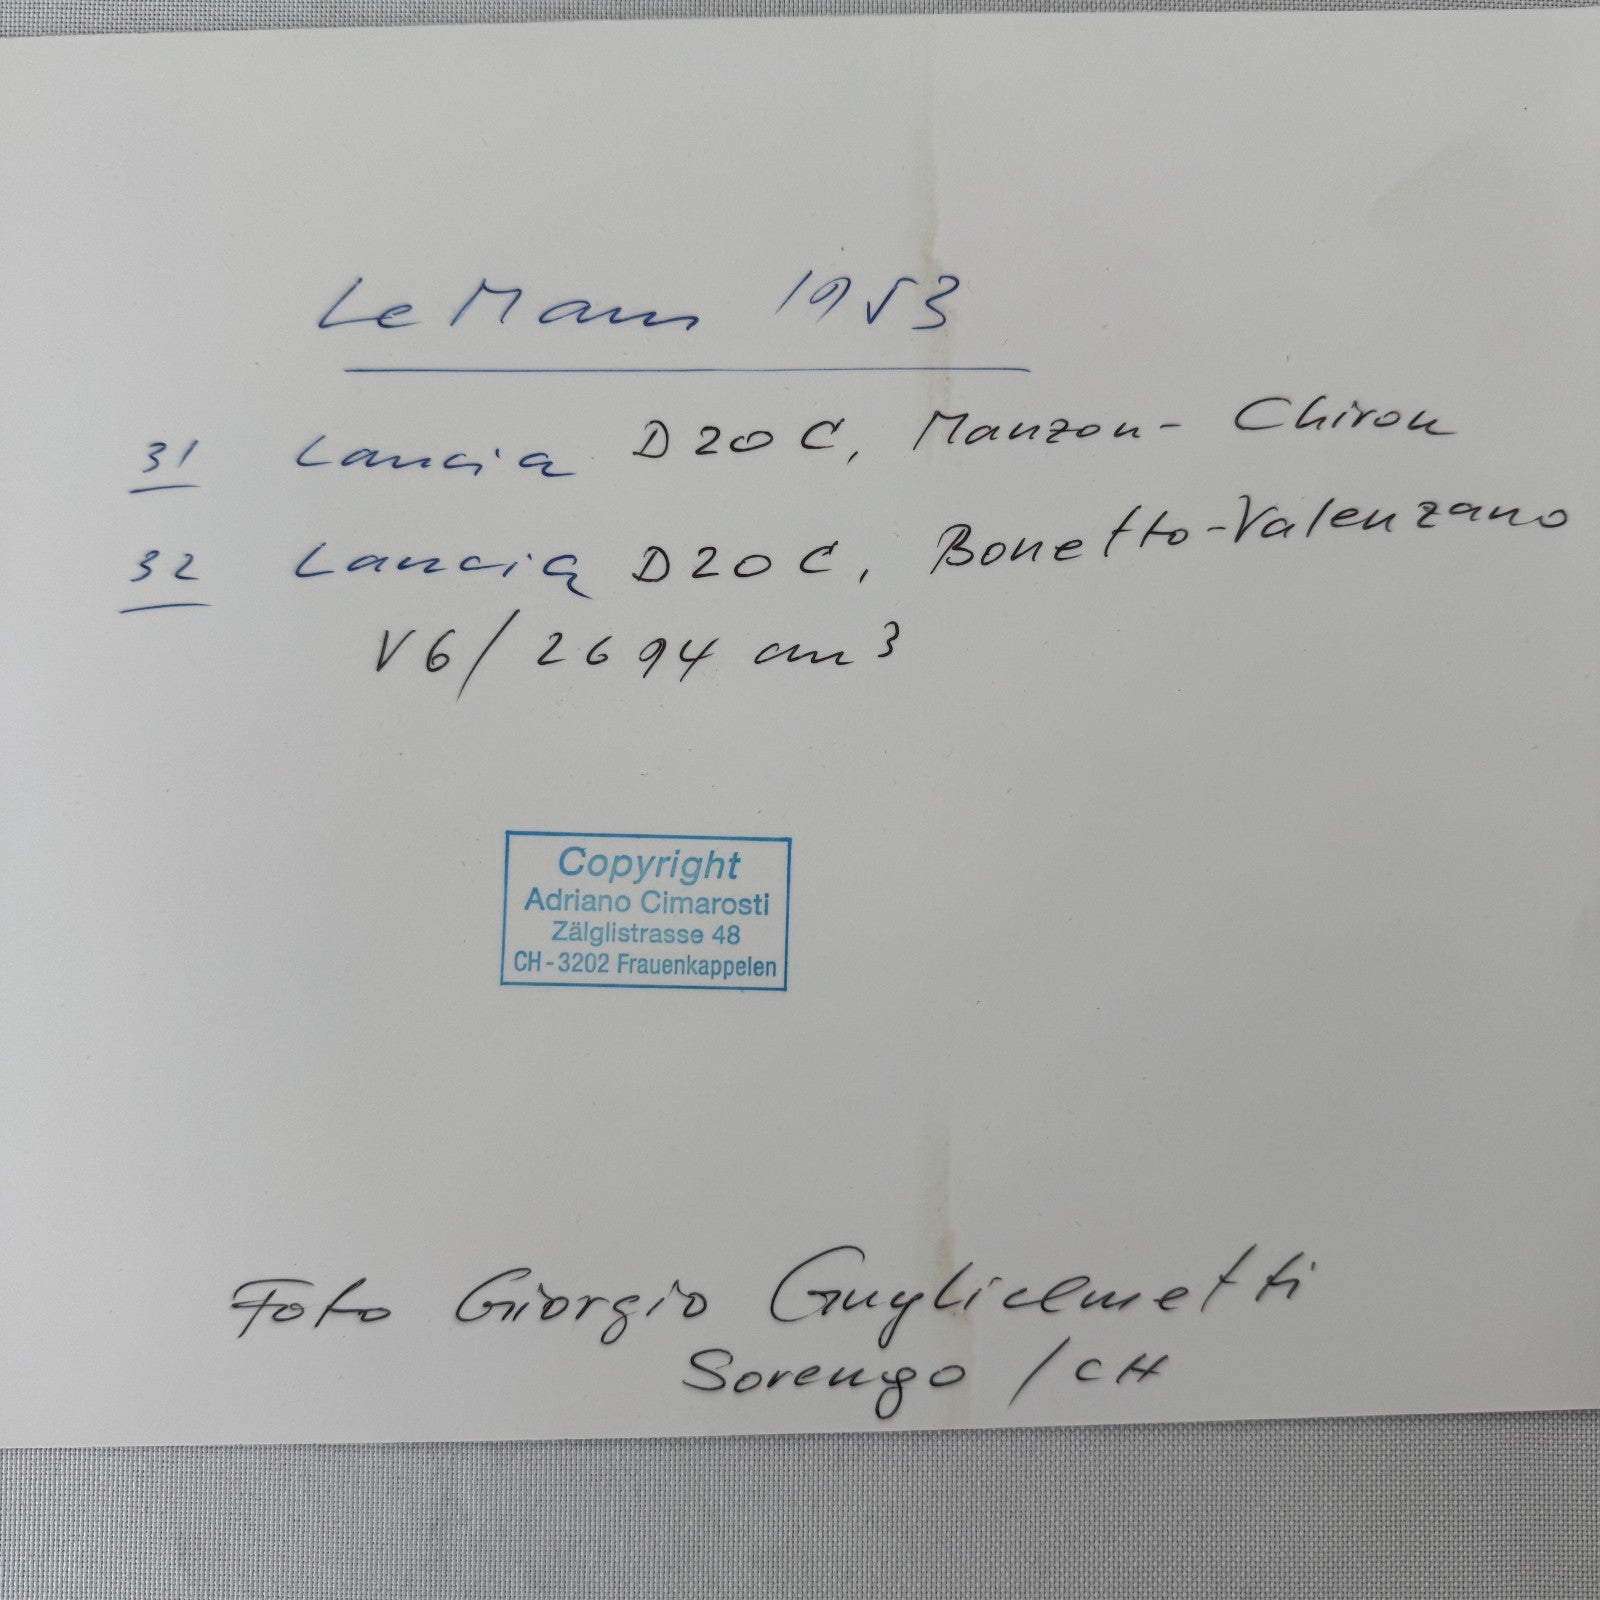 Le Mans 1953
31 Lancia D20C, Manzon - Chiron
32 Lancia D20C, Bonetto-Valenzano
V6/2694 cm³
Copyright
Adriano Cimarosti
Zälglistrasse 48
CH-3202 Frauenkappelen
Foto Giorgio Guglielmetti
Sorengo / CH